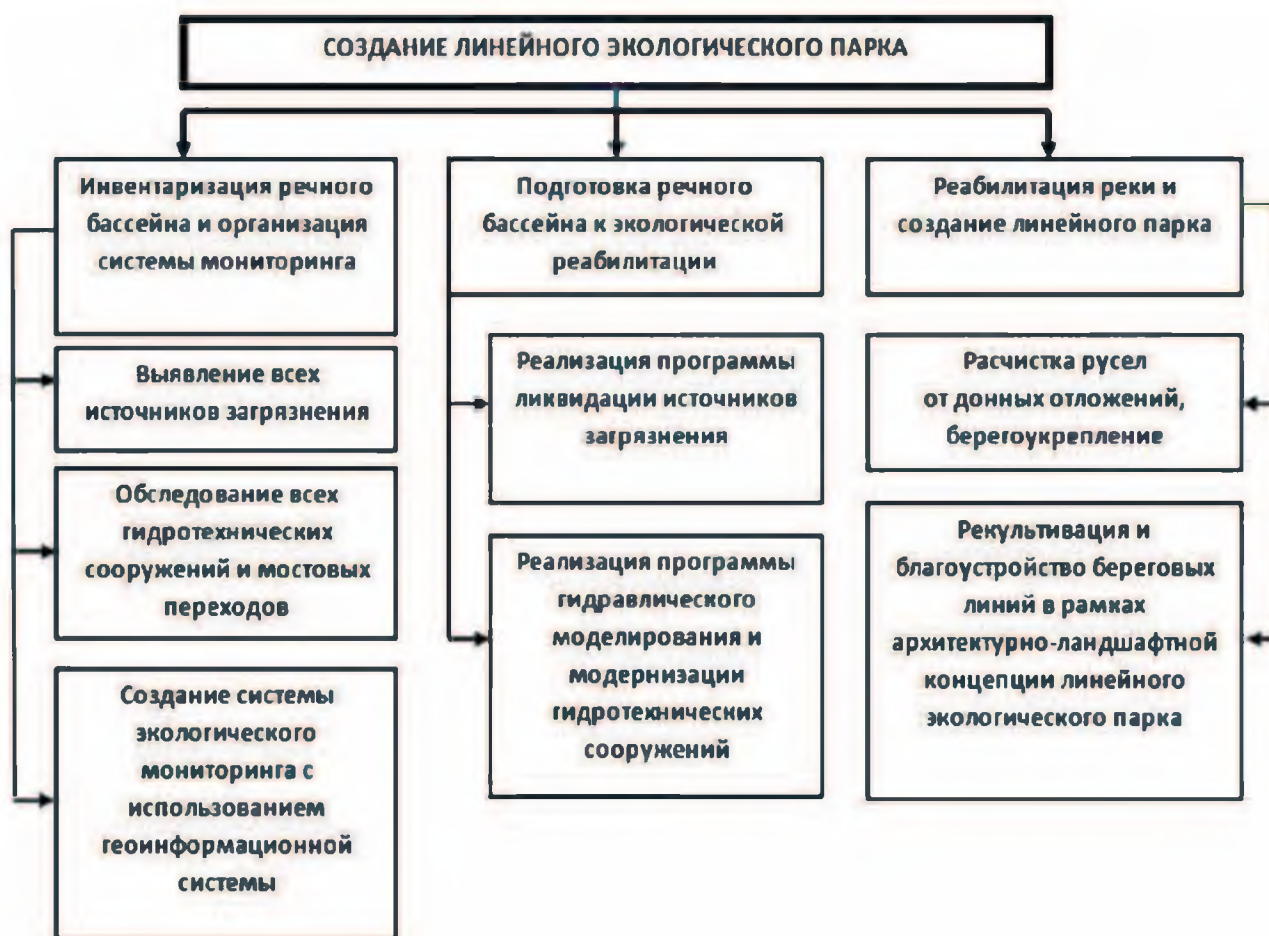 СОЗДАНИЕ ЛИНЕЙНОГО ЭКОЛОГИЧЕСКОГО ПАРКА
Инвентаризация речного
бассейна и организация
системы мониторинга
Выявление всех
источников загрязнения
Обследование всех
гидротехнических
сооружений и мостовых
переходов
Создание системы
экологического
мониторинга с
использованием
геоинформационной
системы
Подготовка речного
бассейна к экологической
реабилитации
Реализация программы
ликвидации источников
загрязнения
Реализация программы
гидравлического
моделирования и
модернизации
гидротехнических
сооружений
Реабилитация реки и
создание линейного парка
Расчистка русел
от донных отложений,
берегоукрепление
Рекультивация и
благоустройство береговых
линий в рамках
архитектурно-ландшафтной
концепции линейного
экологического парка